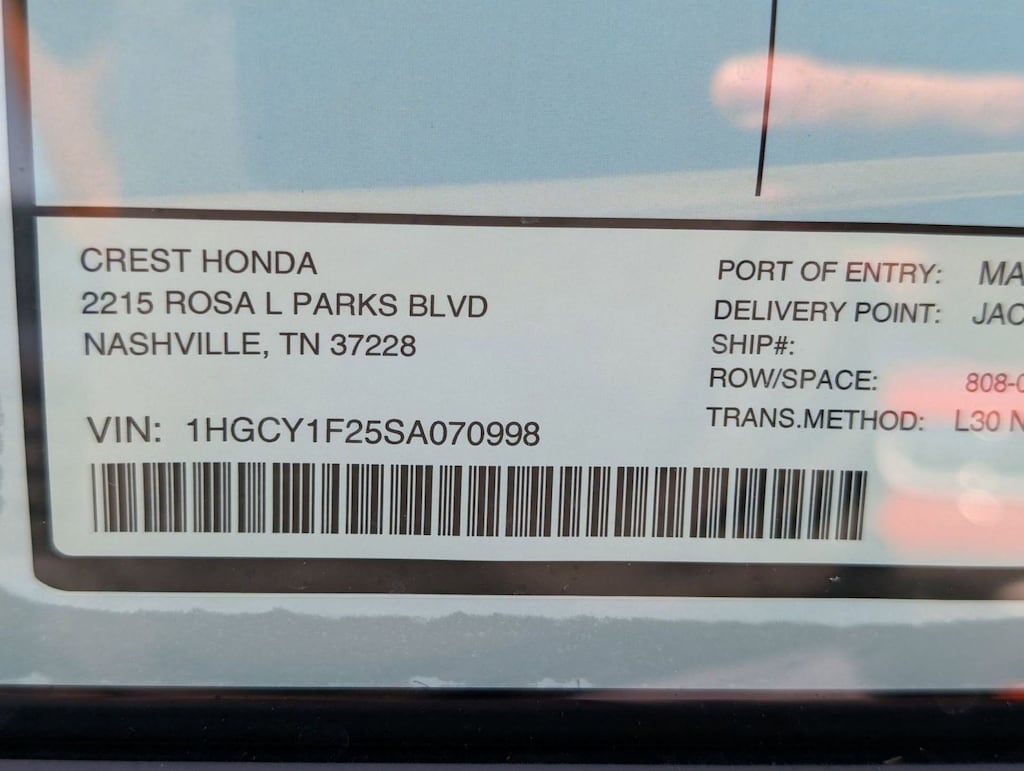 CREST HONDA
2215 ROSA L PARKS BLVD
NASHVILLE, TN 37228
VIN: 1HGCY1F25SA070998
PORT OF ENTRY: MA
DELIVERY POINT: JAC
SHIP#:
ROW/SPACE: 808-0
TRANS.METHOD: L30 N